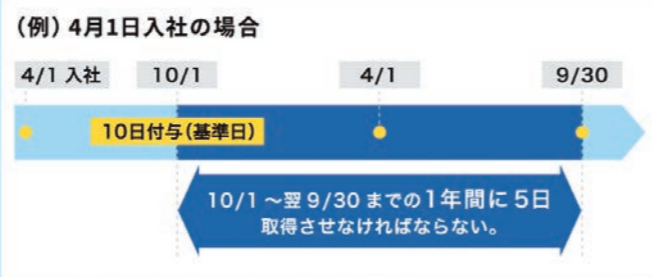 （例）4月1日入社の場合
4/1 入社 10/1 4/1 9/30
10日付与（基準日）
10/1～翌9/30までの1年間に5日
取得させなければならない。